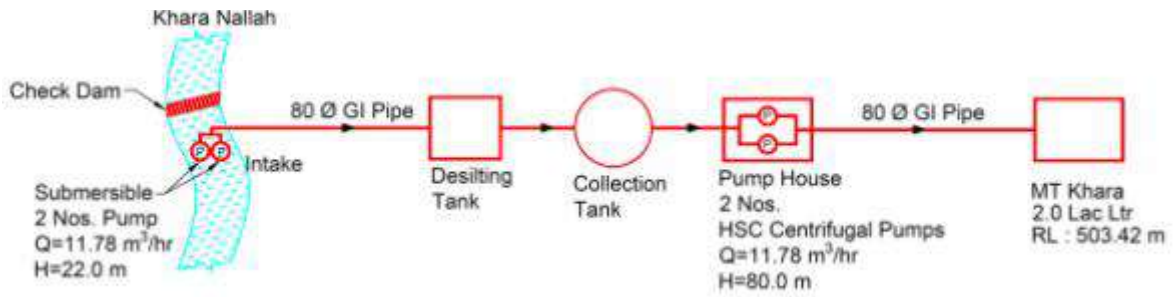 Khara Nallah
Check Dam
80 Ø GI Pipe
80 Ø GI Pipe
P
P
P
P
Intake
Submersible
2 Nos. Pump
Q=11.78 m³/hr
H=22.0 m
Desilting
Tank
Collection
Tank
Pump House
2 Nos.
HSC Centrifugal Pumps
Q=11.78 m³/hr
H=80.0 m
MT Khara
2.0 Lac Ltr
RL : 503.42 m